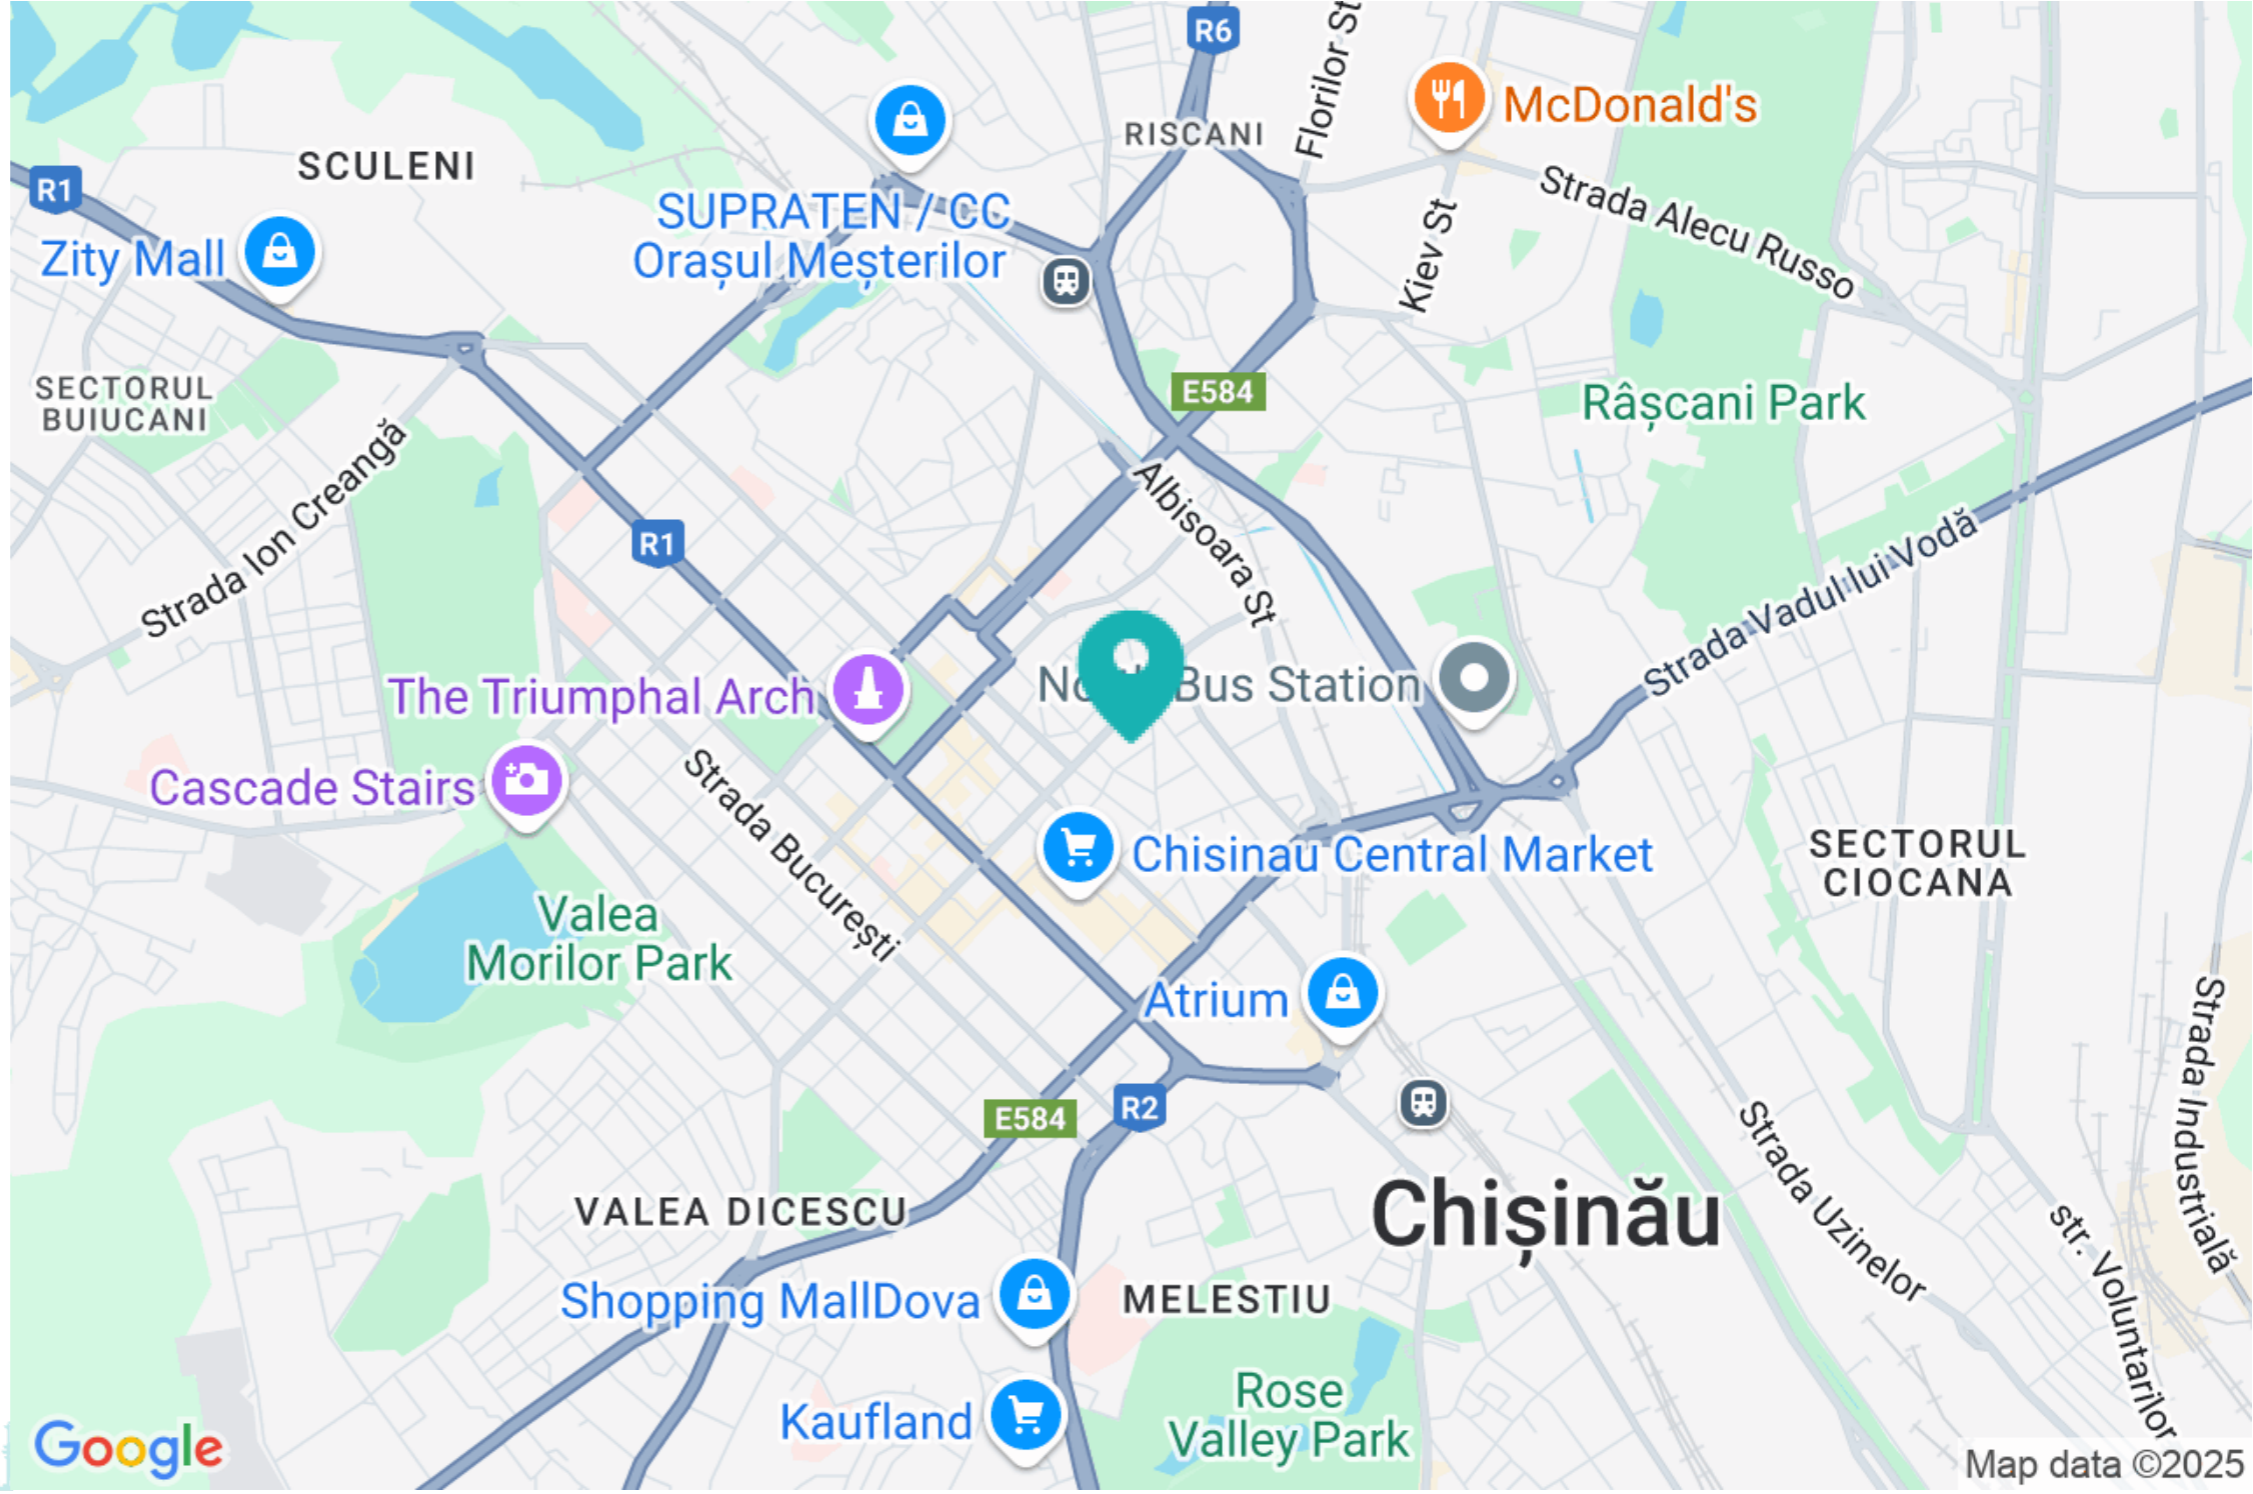 R6
Florilor St
McDonald's
RISCANI
SCULENI
R1
SUPRATEN / CC
Orașul Meșterilor
Zity Mall
Strada Alecu Russo
Kiev St
SECTORUL
BUIUCANI
E584
Râșcani Park
Strada Ion Creangă
Albisoara St
R1
Strada Vadul lui Vodă
The Triumphal Arch
Bus Station
Cascade Stairs
Strada București
Chisinau Central Market
SECTORUL
CIOCANA
Valea
Morilor Park
Atrium
Strada Industrială
E584
R2
Strada Uzinelor
VALEA DICESCU
Chișinău
str. Voluntarilor
Shopping MallDova
MELESTIU
Rose
Valley Park
Kaufland
Google
Map data ©2025